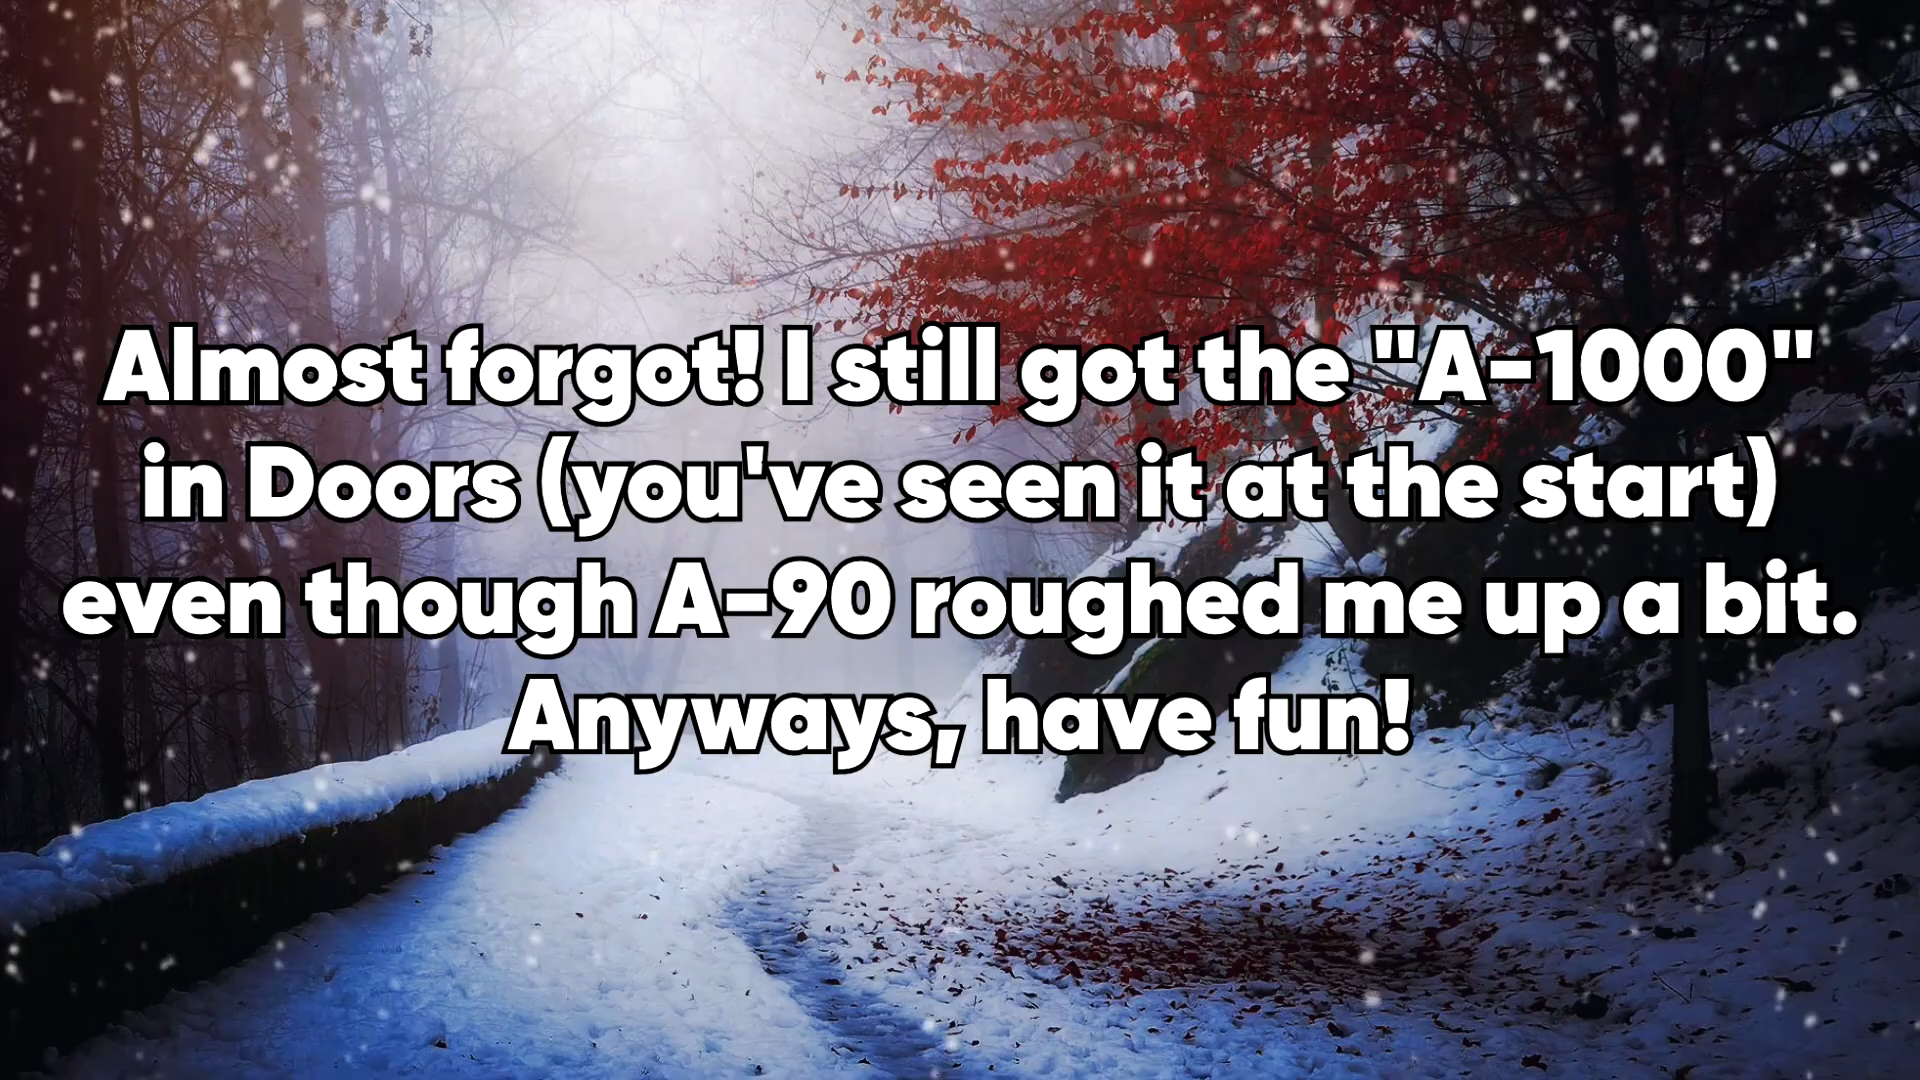 Almost forgot! I still got the "A-1000"
in Doors (you've seen it at the start)
even though A-90 roughed me up a bit.
Anyways, have fun!